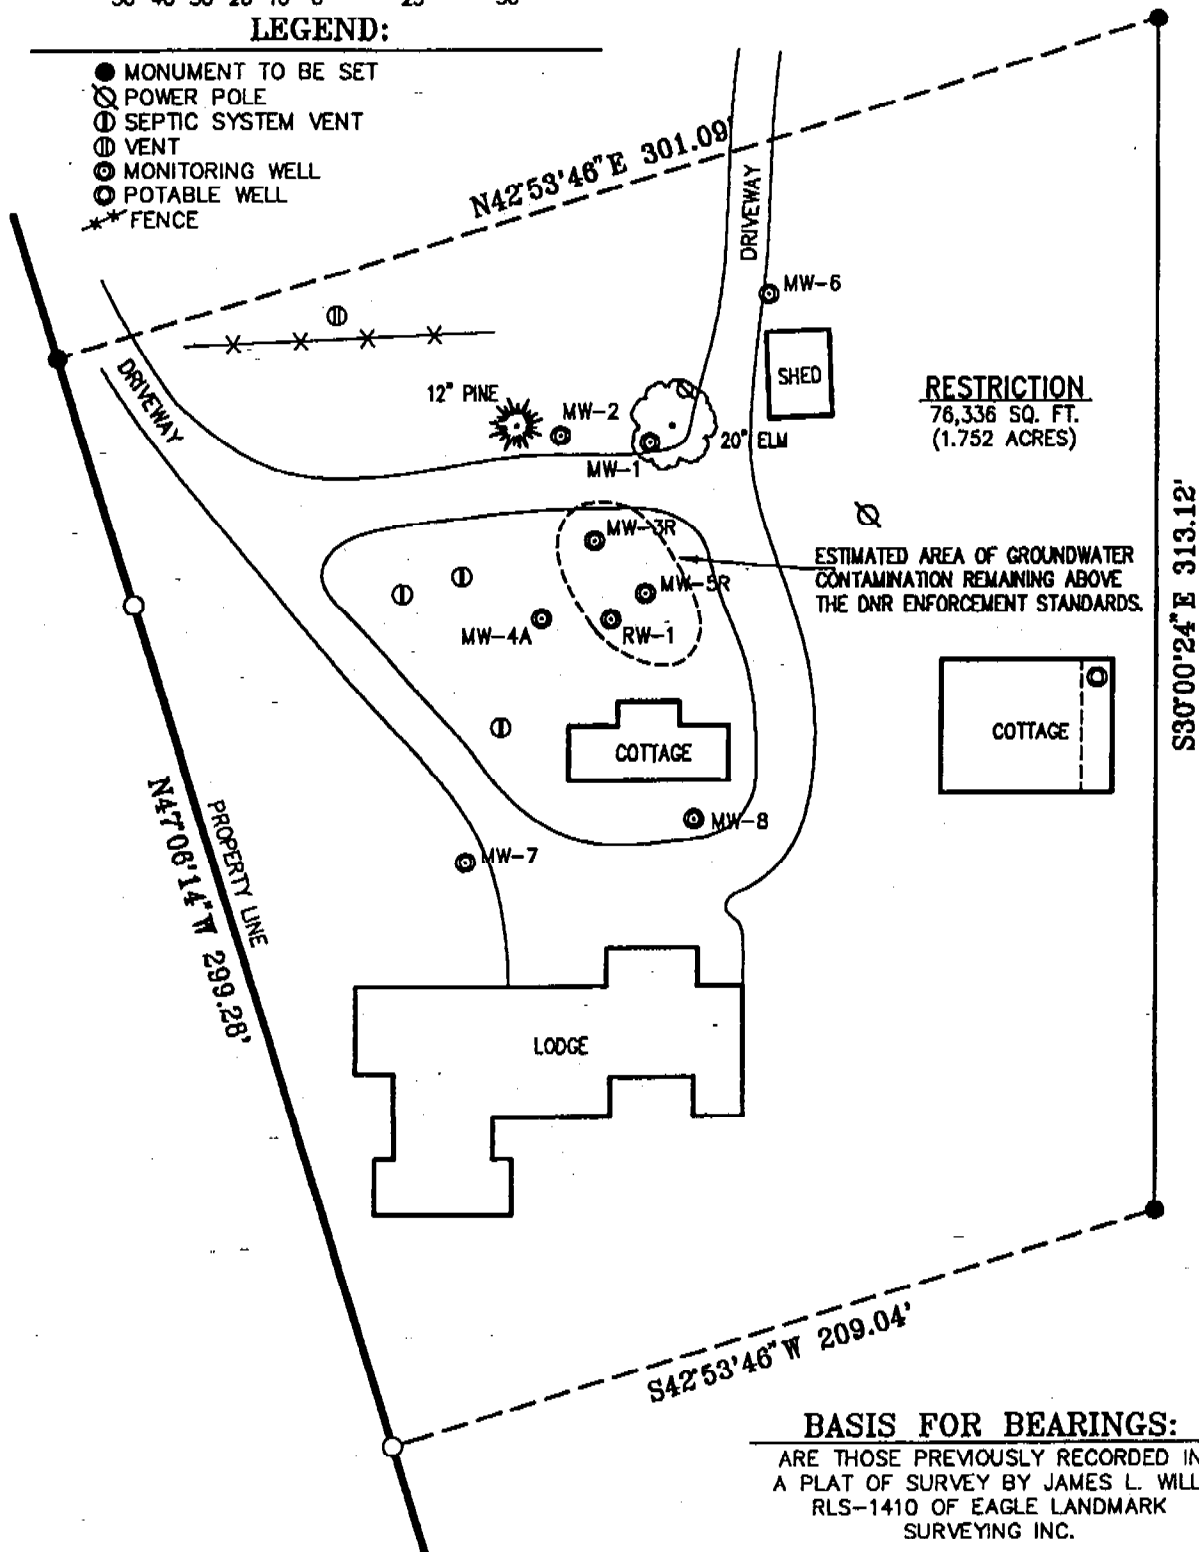 LEGEND:
MONUMENT TO BE SET
POWER POLE
SEPTIC SYSTEM VENT
VENT
MONITORING WELL
POTABLE WELL
FENCE
N42°53'46"E 301.09'
DRIVEWAY
MW-6
DRIVEWAY
SHED
12" PINE
MW-2
20" ELM
MW-1
RESTRICTION
76,336 SQ. FT.
(1.752 ACRES)
MW-3R
ESTIMATED AREA OF GROUNDWATER
CONTAMINATION REMAINING ABOVE
THE DNR ENFORCEMENT STANDARDS.
MW-5R
MW-4A
RW-1
S30°00'24"E 313.12'
COTTAGE
COTTAGE
MW-8
MW-7
N47°06'14"W 299.28'
PROPERTY LINE
LODGE
S42°53'46"W 209.04'
BASIS FOR BEARINGS:
ARE THOSE PREVIOUSLY RECORDED IN
A PLAT OF SURVEY BY JAMES L. WILL
RLS-1410 OF EAGLE LANDMARK
SURVEYING INC.